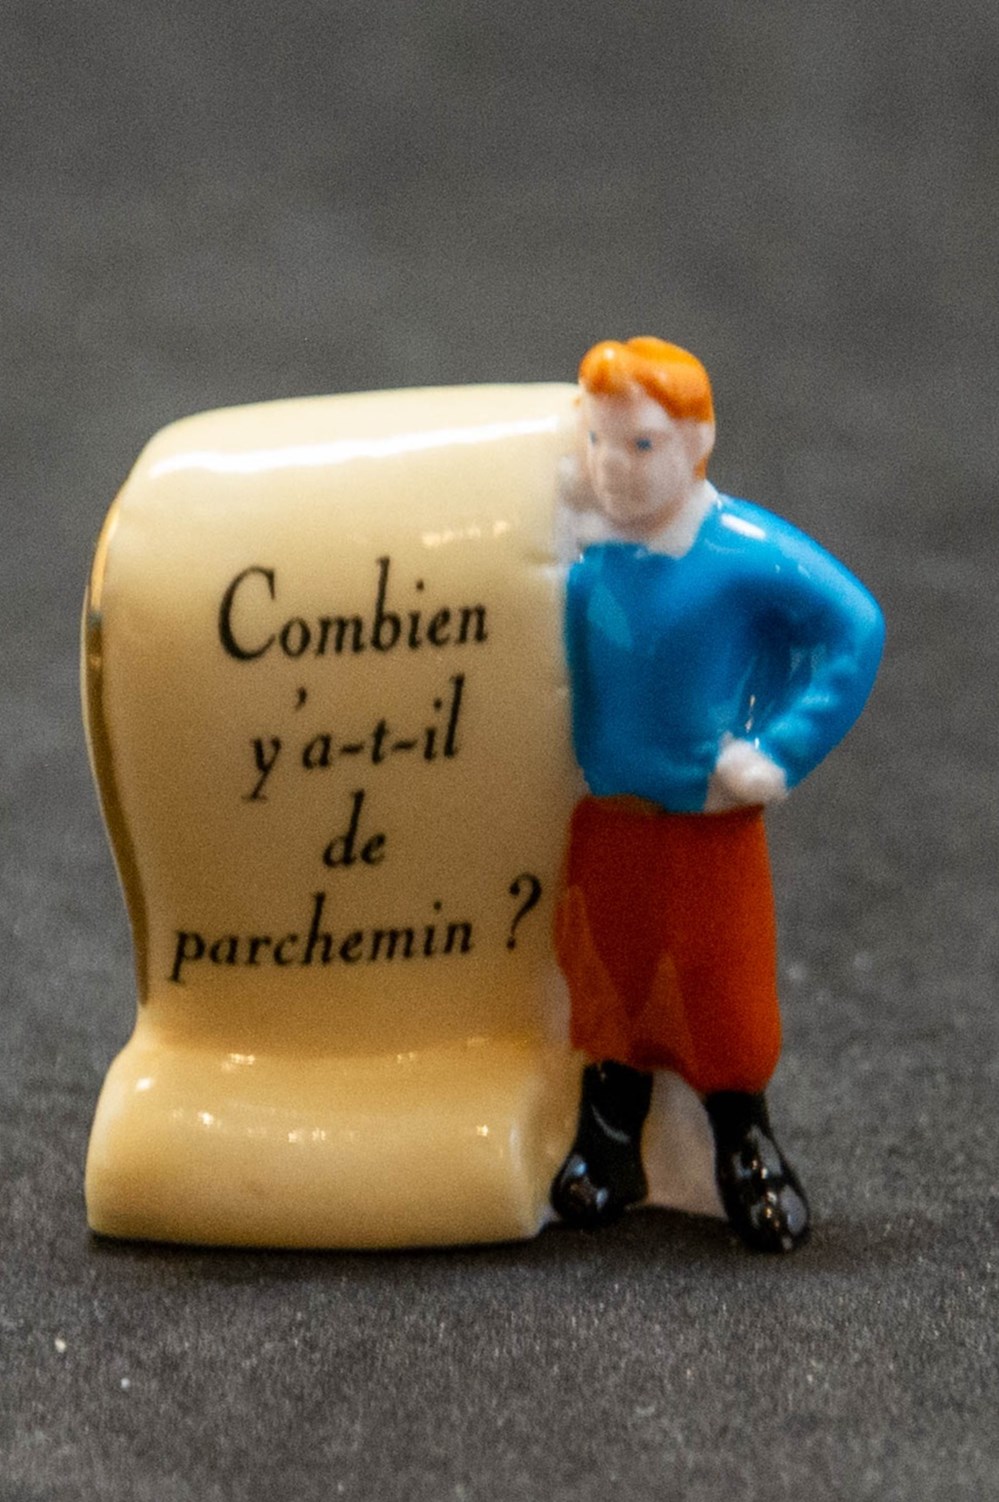 Combien
y'a-t-il
de
parchemin ?